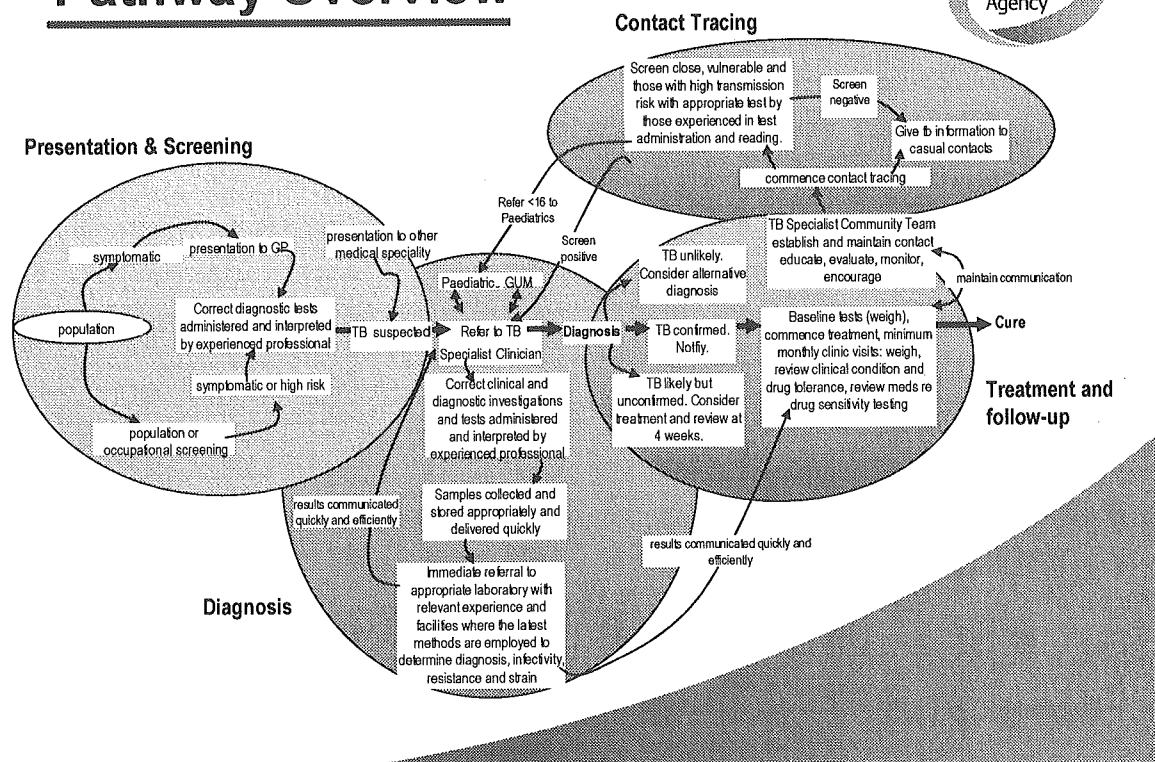 Pathway Overview
Agency
Contact Tracing
Screen close, vulnerable and
those with high transmission
risk with appropriate test by
those experienced in test
administration and reading.
Screen
negative
Give tb information to
casual contacts
commence contact tracing
Presentation & Screening
symptomatic
presentation to GP
presentation to other
medical speciality
population
Correct diagnostic tests
administered and interpreted
by experienced professional
TB suspected
symptomatic or high risk
population or
occupational screening
Refer <16 to
Paediatrics
Screen
positive
Paediatric. GUM
Refer to TB
Specialist Clinician
Diagnosis
Correct clinical and
diagnostic investigations
and tests administered
and interpreted by
experienced professional
Samples collected and
stored appropriately and
delivered quickly
results communicated
quickly and efficiently
Immediate referral to
appropriate laboratory with
relevant experience and
facilities where the latest
methods are employed to
determine diagnosis, infectivity,
resistance and strain
Diagnosis
TB unlikely.
Consider alternative
diagnosis
TB confirmed.
Notfiy.
TB likely but
unconfirmed. Consider
treatment and review at
4 weeks.
TB Specialist Community Team
establish and maintain contact
educate, evaluate, monitor,
encourage
maintain communication
Baseline tests (weigh),
commence treatment, minimum
monthly clinic visits: weigh,
review clinical condition and
drug tolerance, review meds re
drug sensitivity testing
Cure
Treatment and
follow-up
results communicated quickly and
efficiently